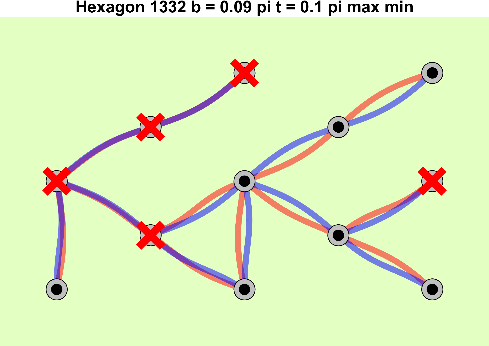 Hexagon 1332 b = 0.09 pi t = 0.1 pi max min